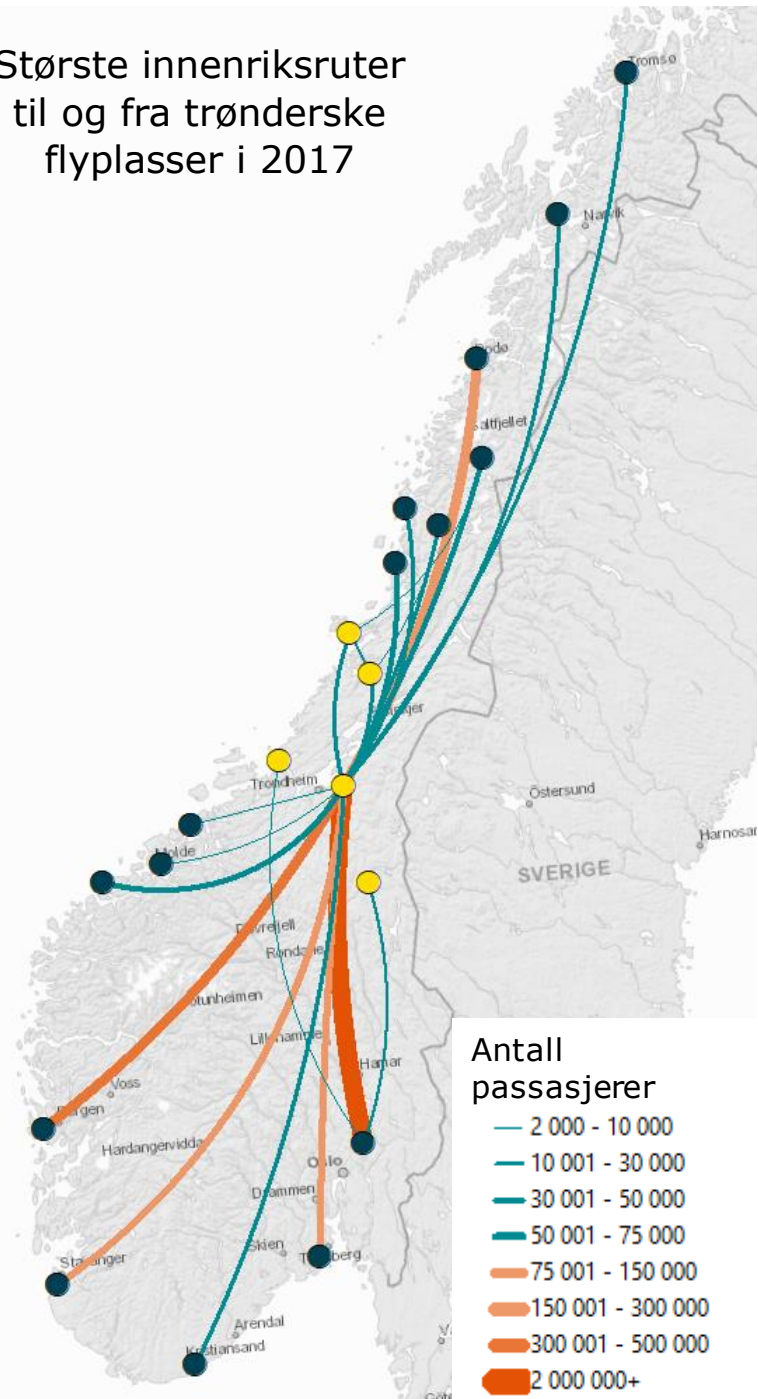 Største innenriksruter
til og fra trønderske
flyplasser i 2017
Tromsø
Narvik
Bodø
Saltfjellet
Trondheim
Östersund
Molde
SVERIGE
Dovrefjell
Rondane
Jotunheimen
Lillehammer
Hamar
Voss
Bergen
Hardangervidda
Oslo
Drammen
Skien
Tønsberg
Stavanger
Arendal
Kristiansand
Antall
passasjerer
2 000 - 10 000
10 001 - 30 000
30 001 - 50 000
50 001 - 75 000
75 001 - 150 000
150 001 - 300 000
300 001 - 500 000
2 000 000+